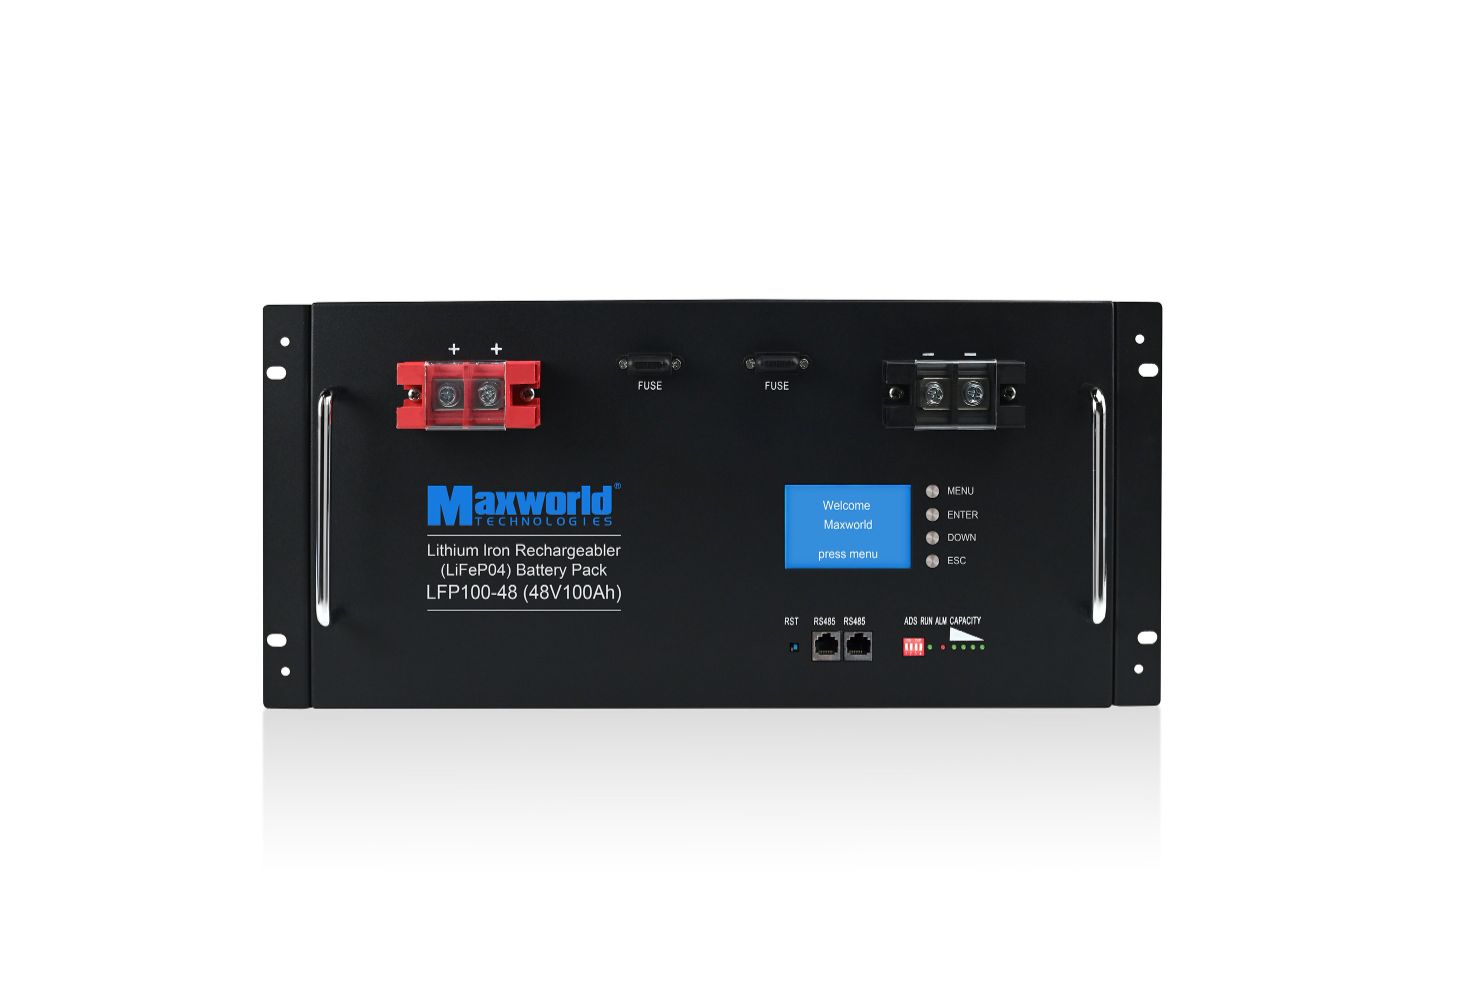 + +
- -
FUSE
FUSE
Maxworld®
TECHNOLOGIES
Lithium Iron Rechargeabler
(LiFeP04) Battery Pack
LFP100-48 (48V100Ah)
Welcome
Maxworld
press menu
MENU
ENTER
DOWN
ESC
RST
RS485
RS485
ADS RUN ALM CAPACITY